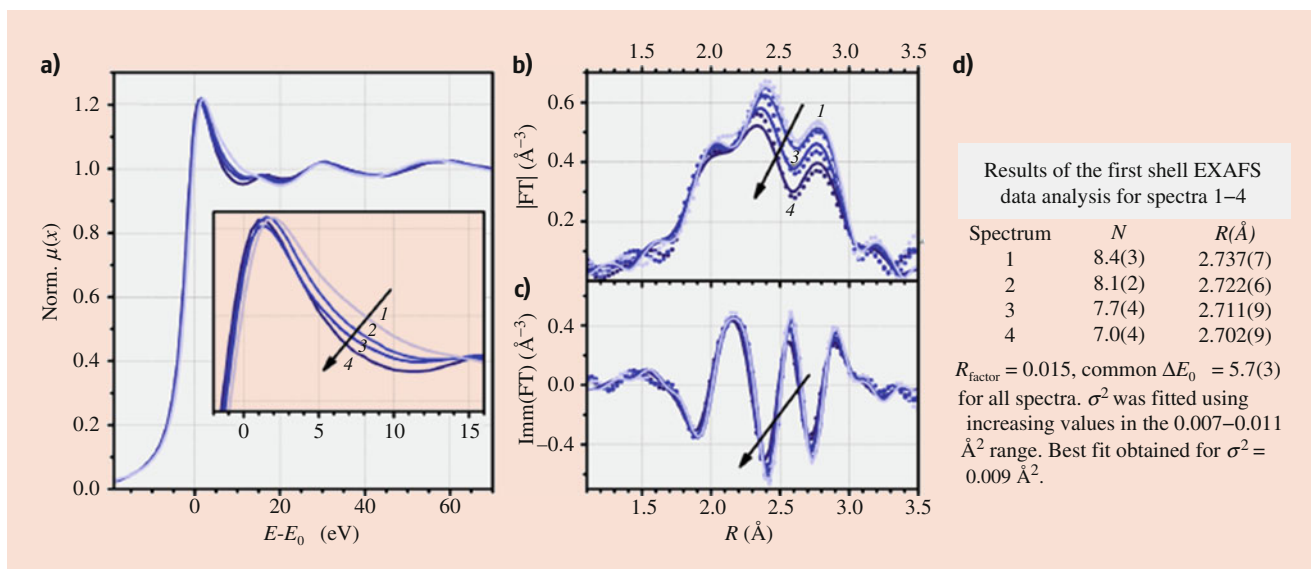 a)
Norm. μ(x)
1.2
1.0
0.8
0.6
0.4
0.2
0.0
1
2
3
4
0 5 10 15
0 20 40 60
E-E₀ (eV)
b)
1.5 2.0 2.5 3.0 3.5
|FT| (Å⁻³)
0.6
0.4
0.2
1
3
4
c)
Imm(FT) (Å⁻³)
0.4
0.0
−0.4
1.5 2.0 2.5 3.0 3.5
R (Å)
d)
Results of the first shell EXAFS
data analysis for spectra 1–4
Spectrum N R(Å)
1 8.4(3) 2.737(7)
2 8.1(2) 2.722(6)
3 7.7(4) 2.711(9)
4 7.0(4) 2.702(9)
R_factor = 0.015, common ΔE₀ = 5.7(3)
for all spectra. σ² was fitted using
increasing values in the 0.007–0.011
Å² range. Best fit obtained for σ² =
0.009 Å².